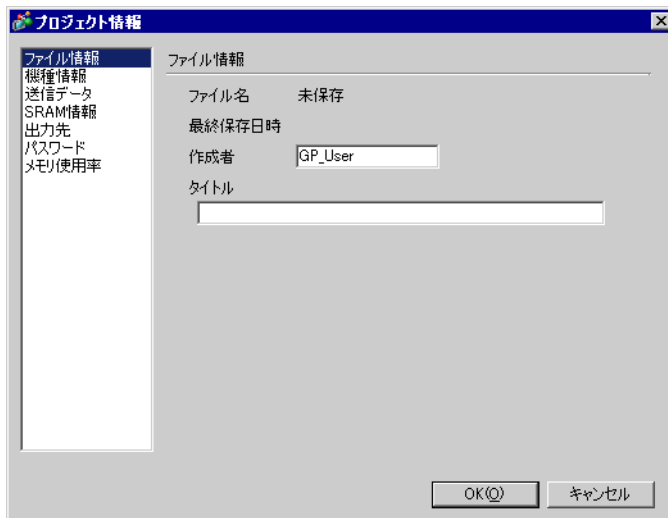 プロジェクト情報
ファイル情報
機種情報
送信データ
SRAM情報
出力先
パスワード
メモリ使用率
ファイル情報
ファイル名 未保存
最終保存日時
作成者 GP_User
タイトル
OK(O) キャンセル